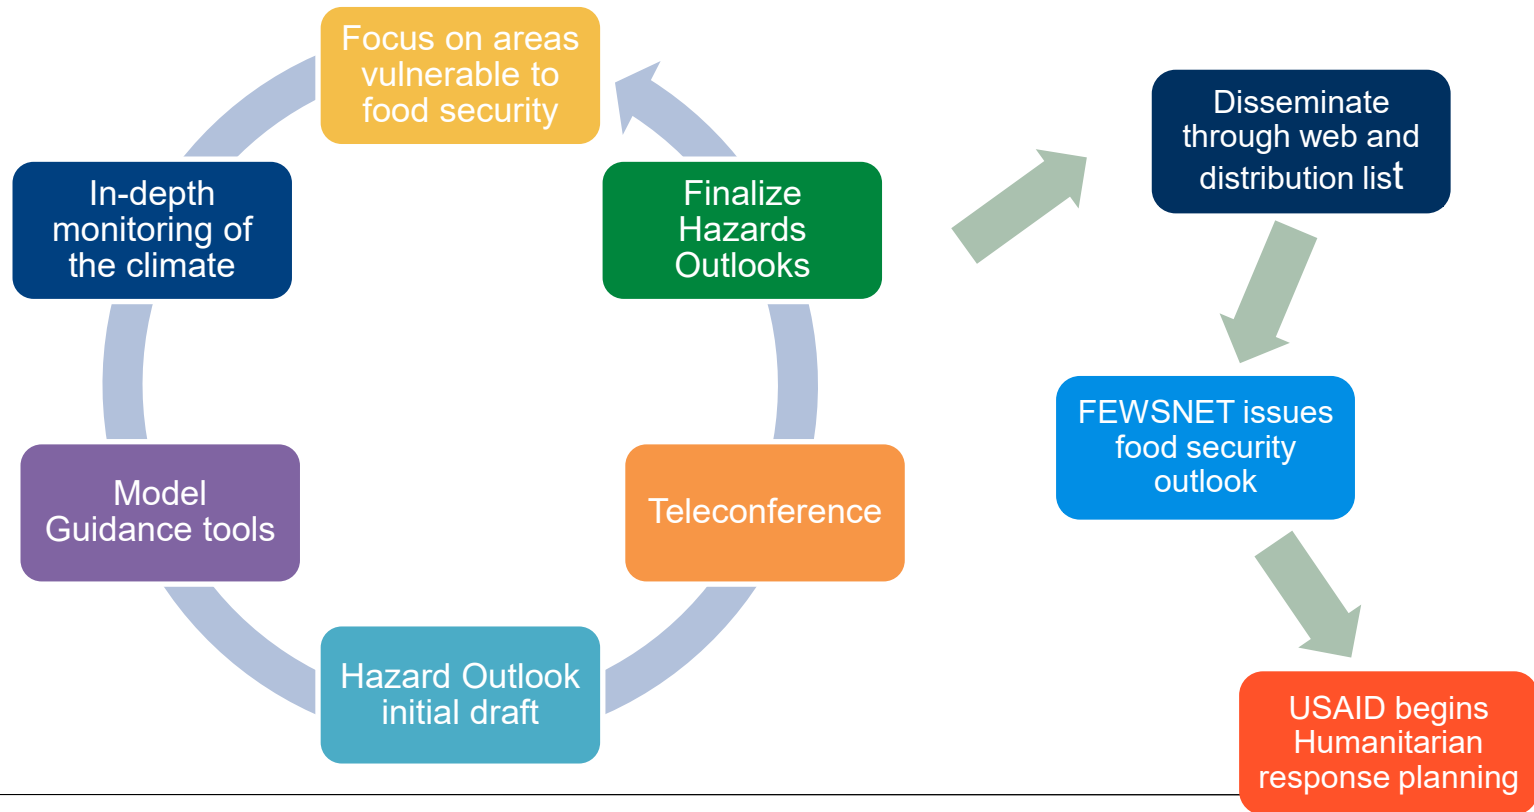 Focus on areas
vulnerable to
food security
In-depth
monitoring of
the climate
Model
Guidance tools
Hazard Outlook
initial draft
Teleconference
Finalize
Hazards
Outlooks
Disseminate
through web and
distribution list
FEWSNET issues
food security
outlook
USAID begins
Humanitarian
response planning